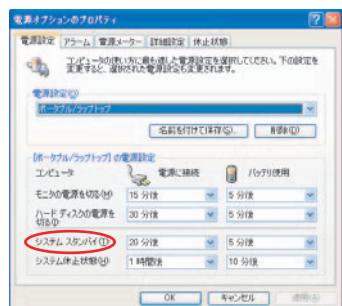 電源オプションのプロパティ
電源設定 アラーム 電源メーター 詳細設定 休止状態
コンピュータの使い方に最も適した電源設定を選択してください。下の設定を
変更すると、選択された電源設定も変更されます。
電源設定(C)
ポータブル/ラップトップ
名前を付けて保存(S)... 削除(D)
[ポータブル/ラップトップ] の電源設定
コンピュータ 電源に接続 バッテリ使用
モニタの電源を切る(M) 15 分後 5 分後
ハード ディスクの電源を
切る(I) 30 分後 5 分後
システム スタンバイ(T) 20 分後 5 分後
システム休止状態(H) 1 時間後 10 分後
OK キャンセル 適用(A)